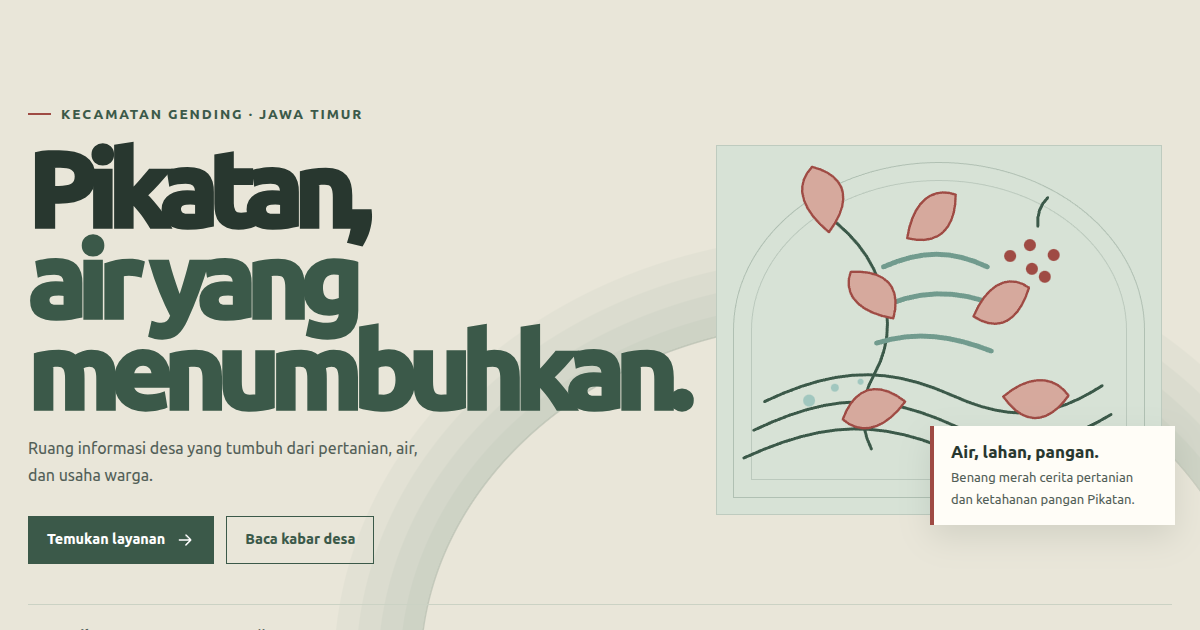 KECAMATAN GENDING · JAWA TIMUR
Pikatan,
air yang
menumbuhkan.
Ruang informasi desa yang tumbuh dari pertanian, air,
dan usaha warga.
Temukan layanan →
Baca kabar desa
Air, lahan, pangan.
Benang merah cerita pertanian
dan ketahanan pangan Pikatan.